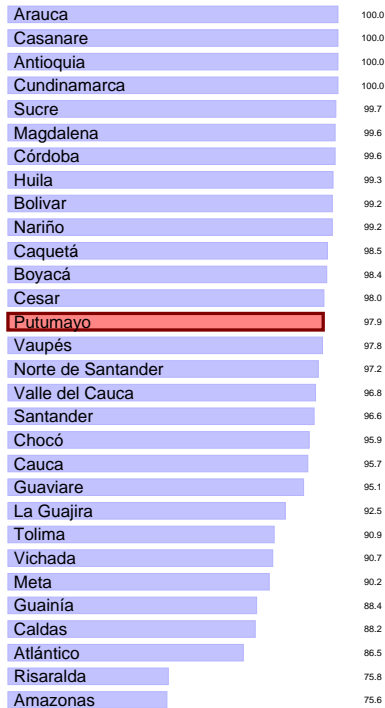 Arauca 100.0
Casanare 100.0
Antioquia 100.0
Cundinamarca 100.0
Sucre 99.7
Magdalena 99.6
Córdoba 99.6
Huila 99.3
Bolivar 99.2
Nariño 99.2
Caquetá 98.5
Boyacá 98.4
Cesar 98.0
Putumayo 97.9
Vaupés 97.8
Norte de Santander 97.2
Valle del Cauca 96.8
Santander 96.6
Chocó 95.9
Cauca 95.7
Guaviare 95.1
La Guajira 92.5
Tolima 90.9
Vichada 90.7
Meta 90.2
Guainía 88.4
Caldas 88.2
Atlántico 86.5
Risaralda 75.8
Amazonas 75.6